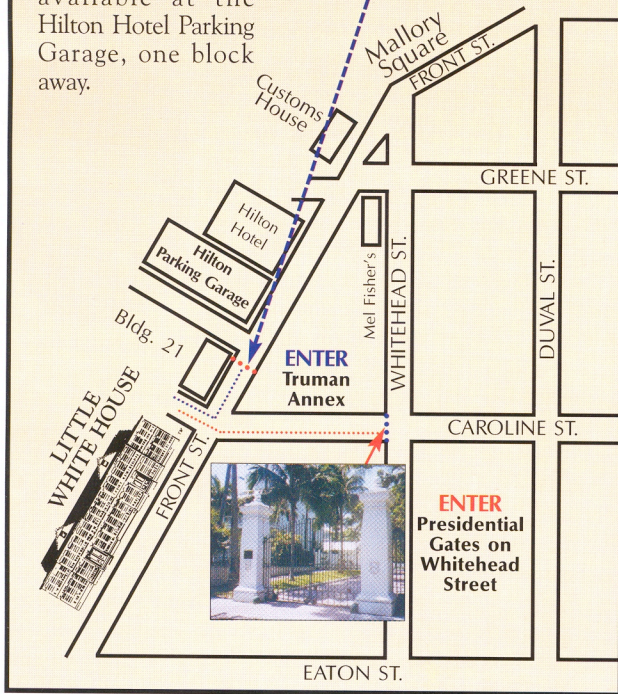 available at the
Hilton Hotel Parking
Garage, one block
away.
Mallory
Square
FRONT ST.
Customs
House
GREENE ST.
Hilton
Hotel
Hilton
Parking Garage
Mel Fisher's
WHITEHEAD ST.
DUVAL ST.
Bldg. 21
ENTER
Truman
Annex
LITTLE
WHITE HOUSE
CAROLINE ST.
FRONT ST.
ENTER
Presidential
Gates on
Whitehead
Street
EATON ST.